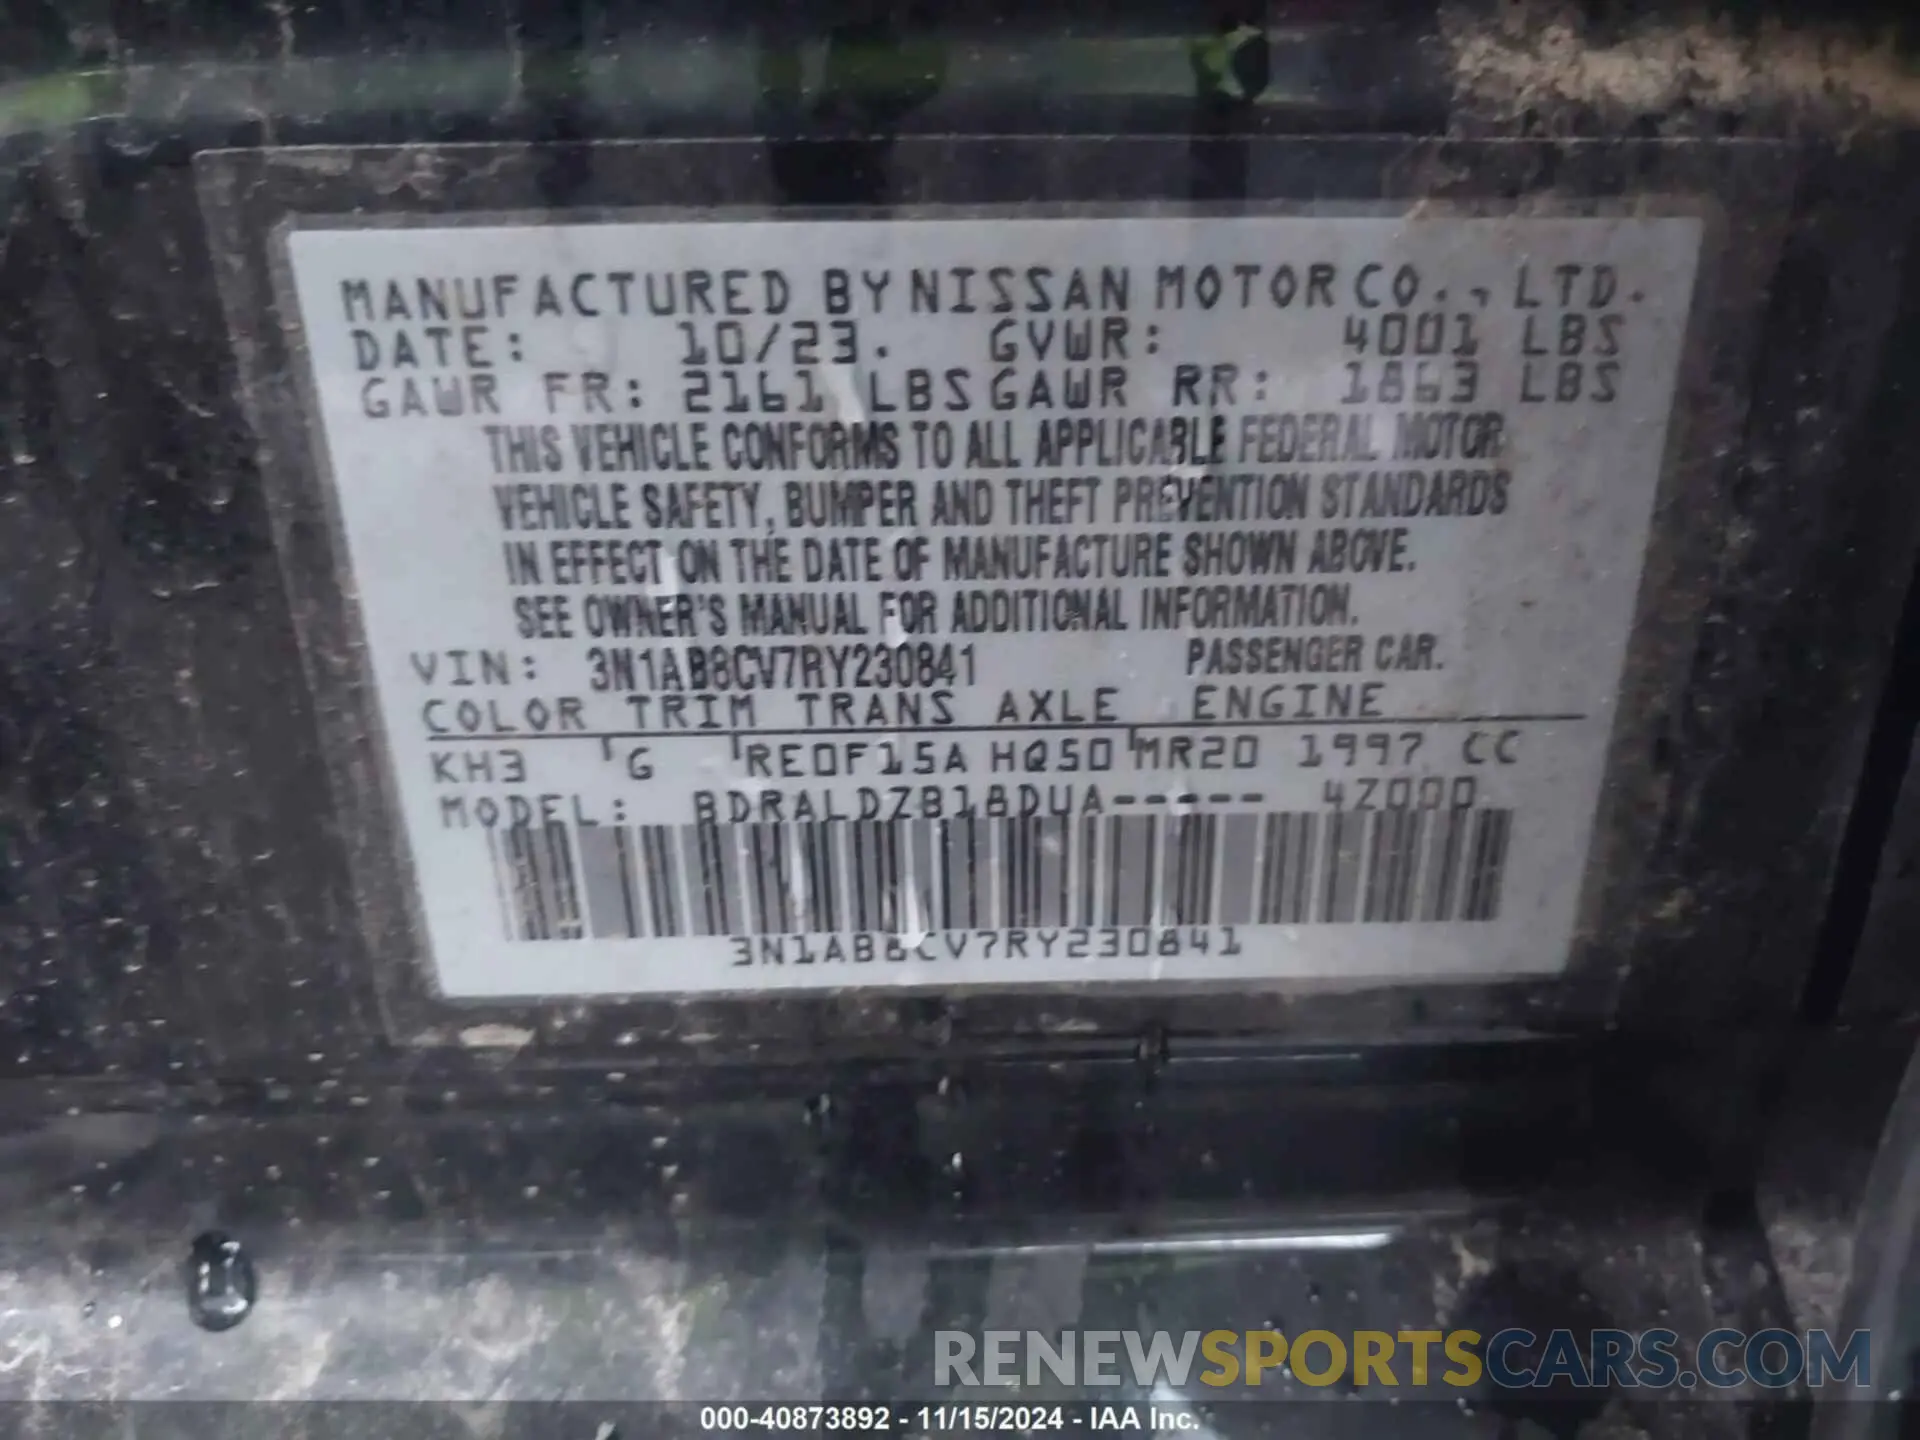 MANUFACTURED BY NISSAN MOTOR CO., LTD.
DATE: 10/23. GVWR: 4001 LBS
GAWR FR: 2161 LBS GAWR RR: 1863 LBS
THIS VEHICLE CONFORMS TO ALL APPLICABLE FEDERAL MOTOR
VEHICLE SAFETY, BUMPER AND THEFT PREVENTION STANDARDS
IN EFFECT ON THE DATE OF MANUFACTURE SHOWN ABOVE.
SEE OWNER'S MANUAL FOR ADDITIONAL INFORMATION.
VIN: 3N1AB8CV7RY230841 PASSENGER CAR.
COLOR TRIM TRANS AXLE ENGINE
KH3 G RE0F15A HQ50 MR20 1997 CC
MODEL: BDRALDZB18DUA----- 4Z000
3N1AB8CV7RY230841
RENEWSPORTSCARS.COM
000-40873892 - 11/15/2024 - IAA Inc.